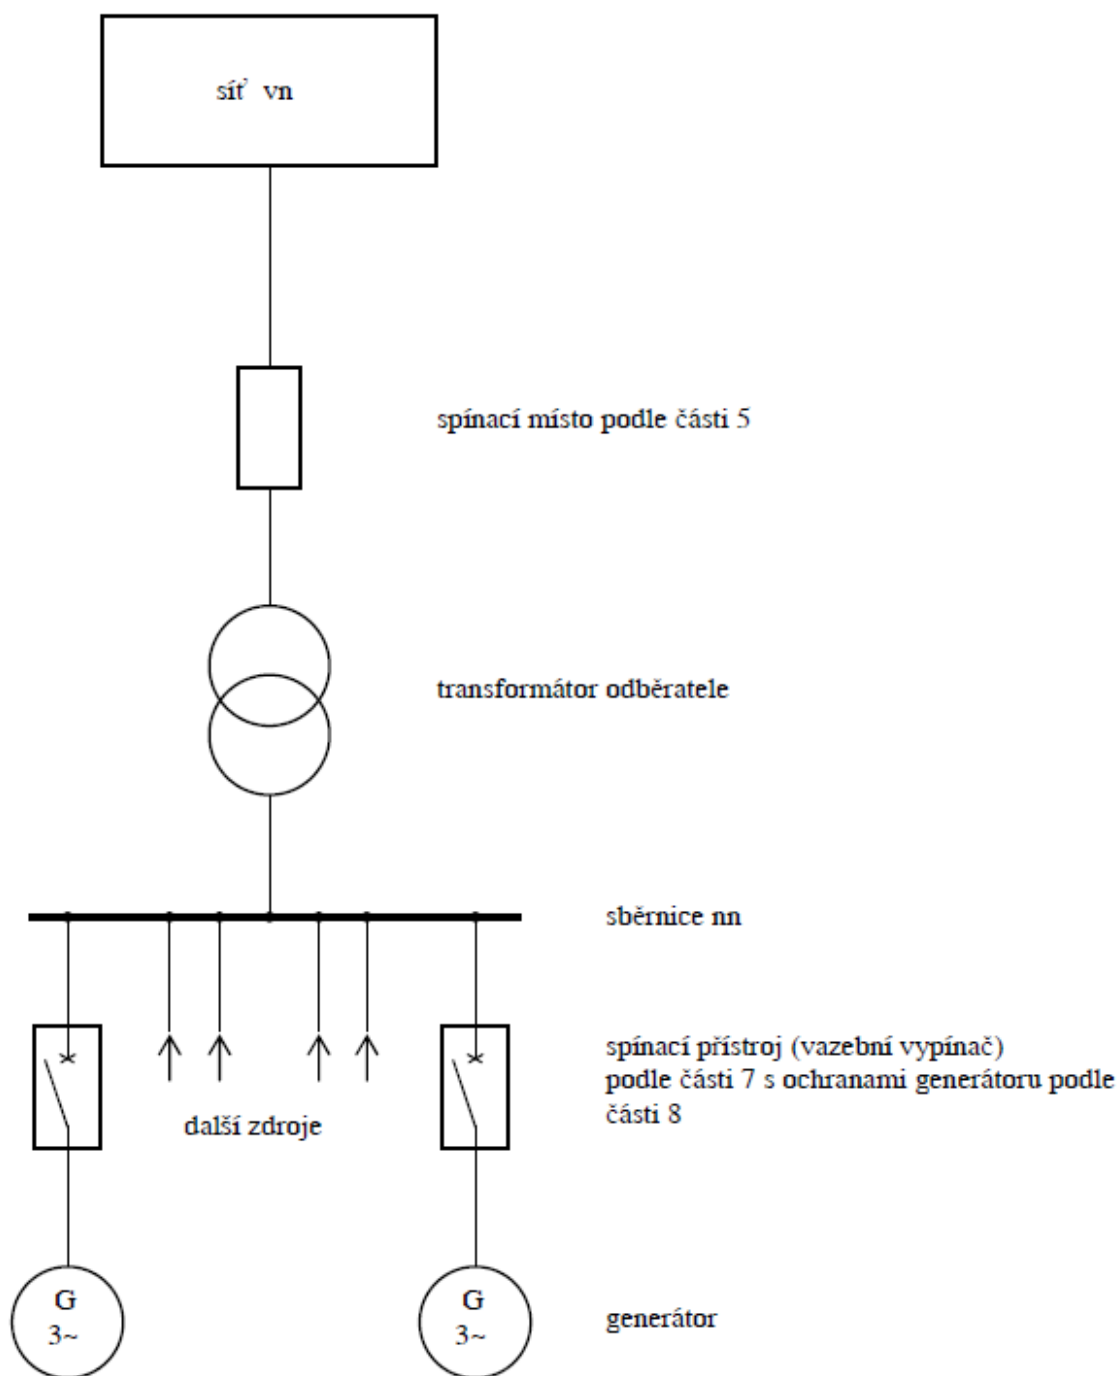 síť vn
spínací místo podle části 5
transformátor odběratele
sběrnice nn
spínací přístroj (vazební vypínač)
podle části 7 s ochranami generátoru podle
části 8
další zdroje
G
3~
G
3~
generátor